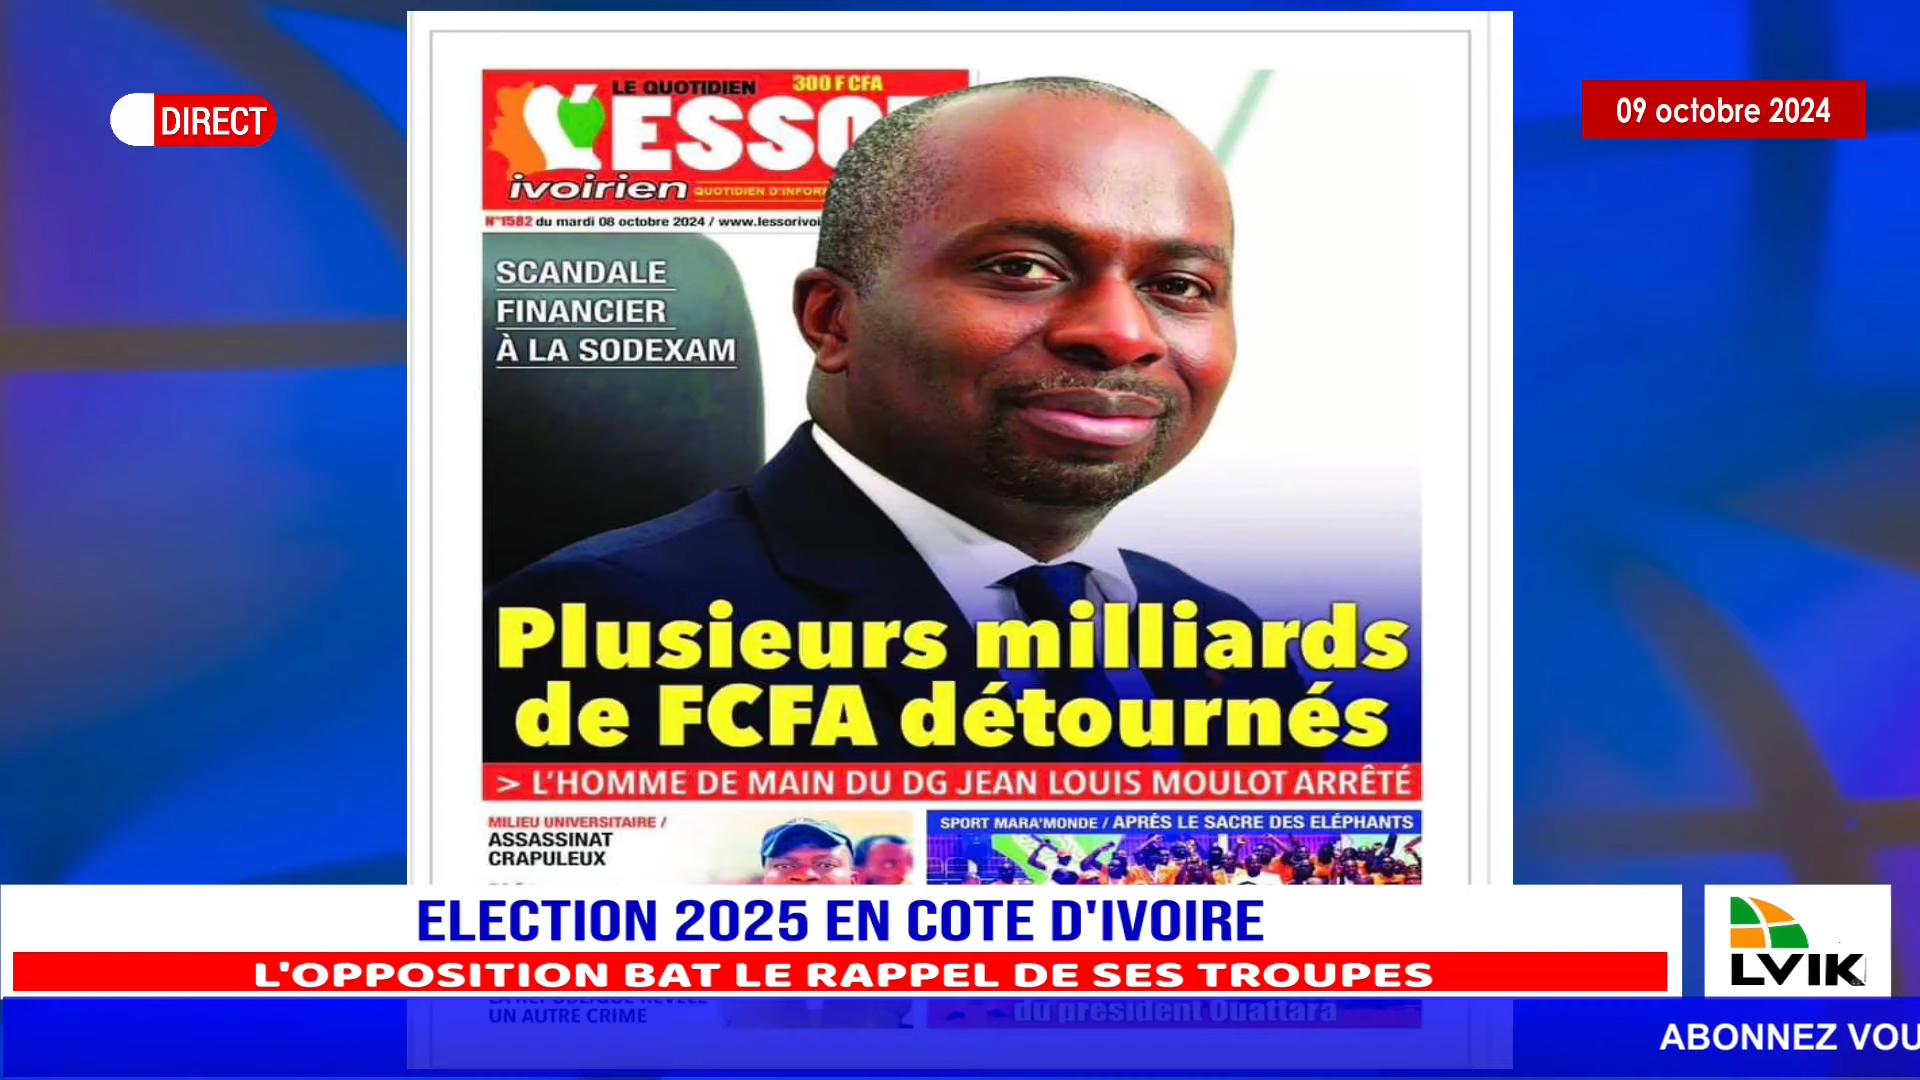 DIRECT
09 octobre 2024
LE QUOTIDIEN
300 F CFA
L'ESSO
ivoirien
QUOTIDIEN D'INFOR
N°1582 du mardi 08 octobre 2024 / www.lessorivoi
SCANDALE
FINANCIER
À LA SODEXAM
Plusieurs milliards
de FCFA détournés
> L'HOMME DE MAIN DU DG JEAN LOUIS MOULOT ARRÊTÉ
MILIEU UNIVERSITAIRE /
ASSASSINAT
CRAPULEUX
SPORT MARA'MONDE / APRÈS LE SACRE DES ELÉPHANTS
ELECTION 2025 EN COTE D'IVOIRE
L'OPPOSITION BAT LE RAPPEL DE SES TROUPES
LVIK
UN AUTRE CRIME
du président Ouattara
ABONNEZ VOU